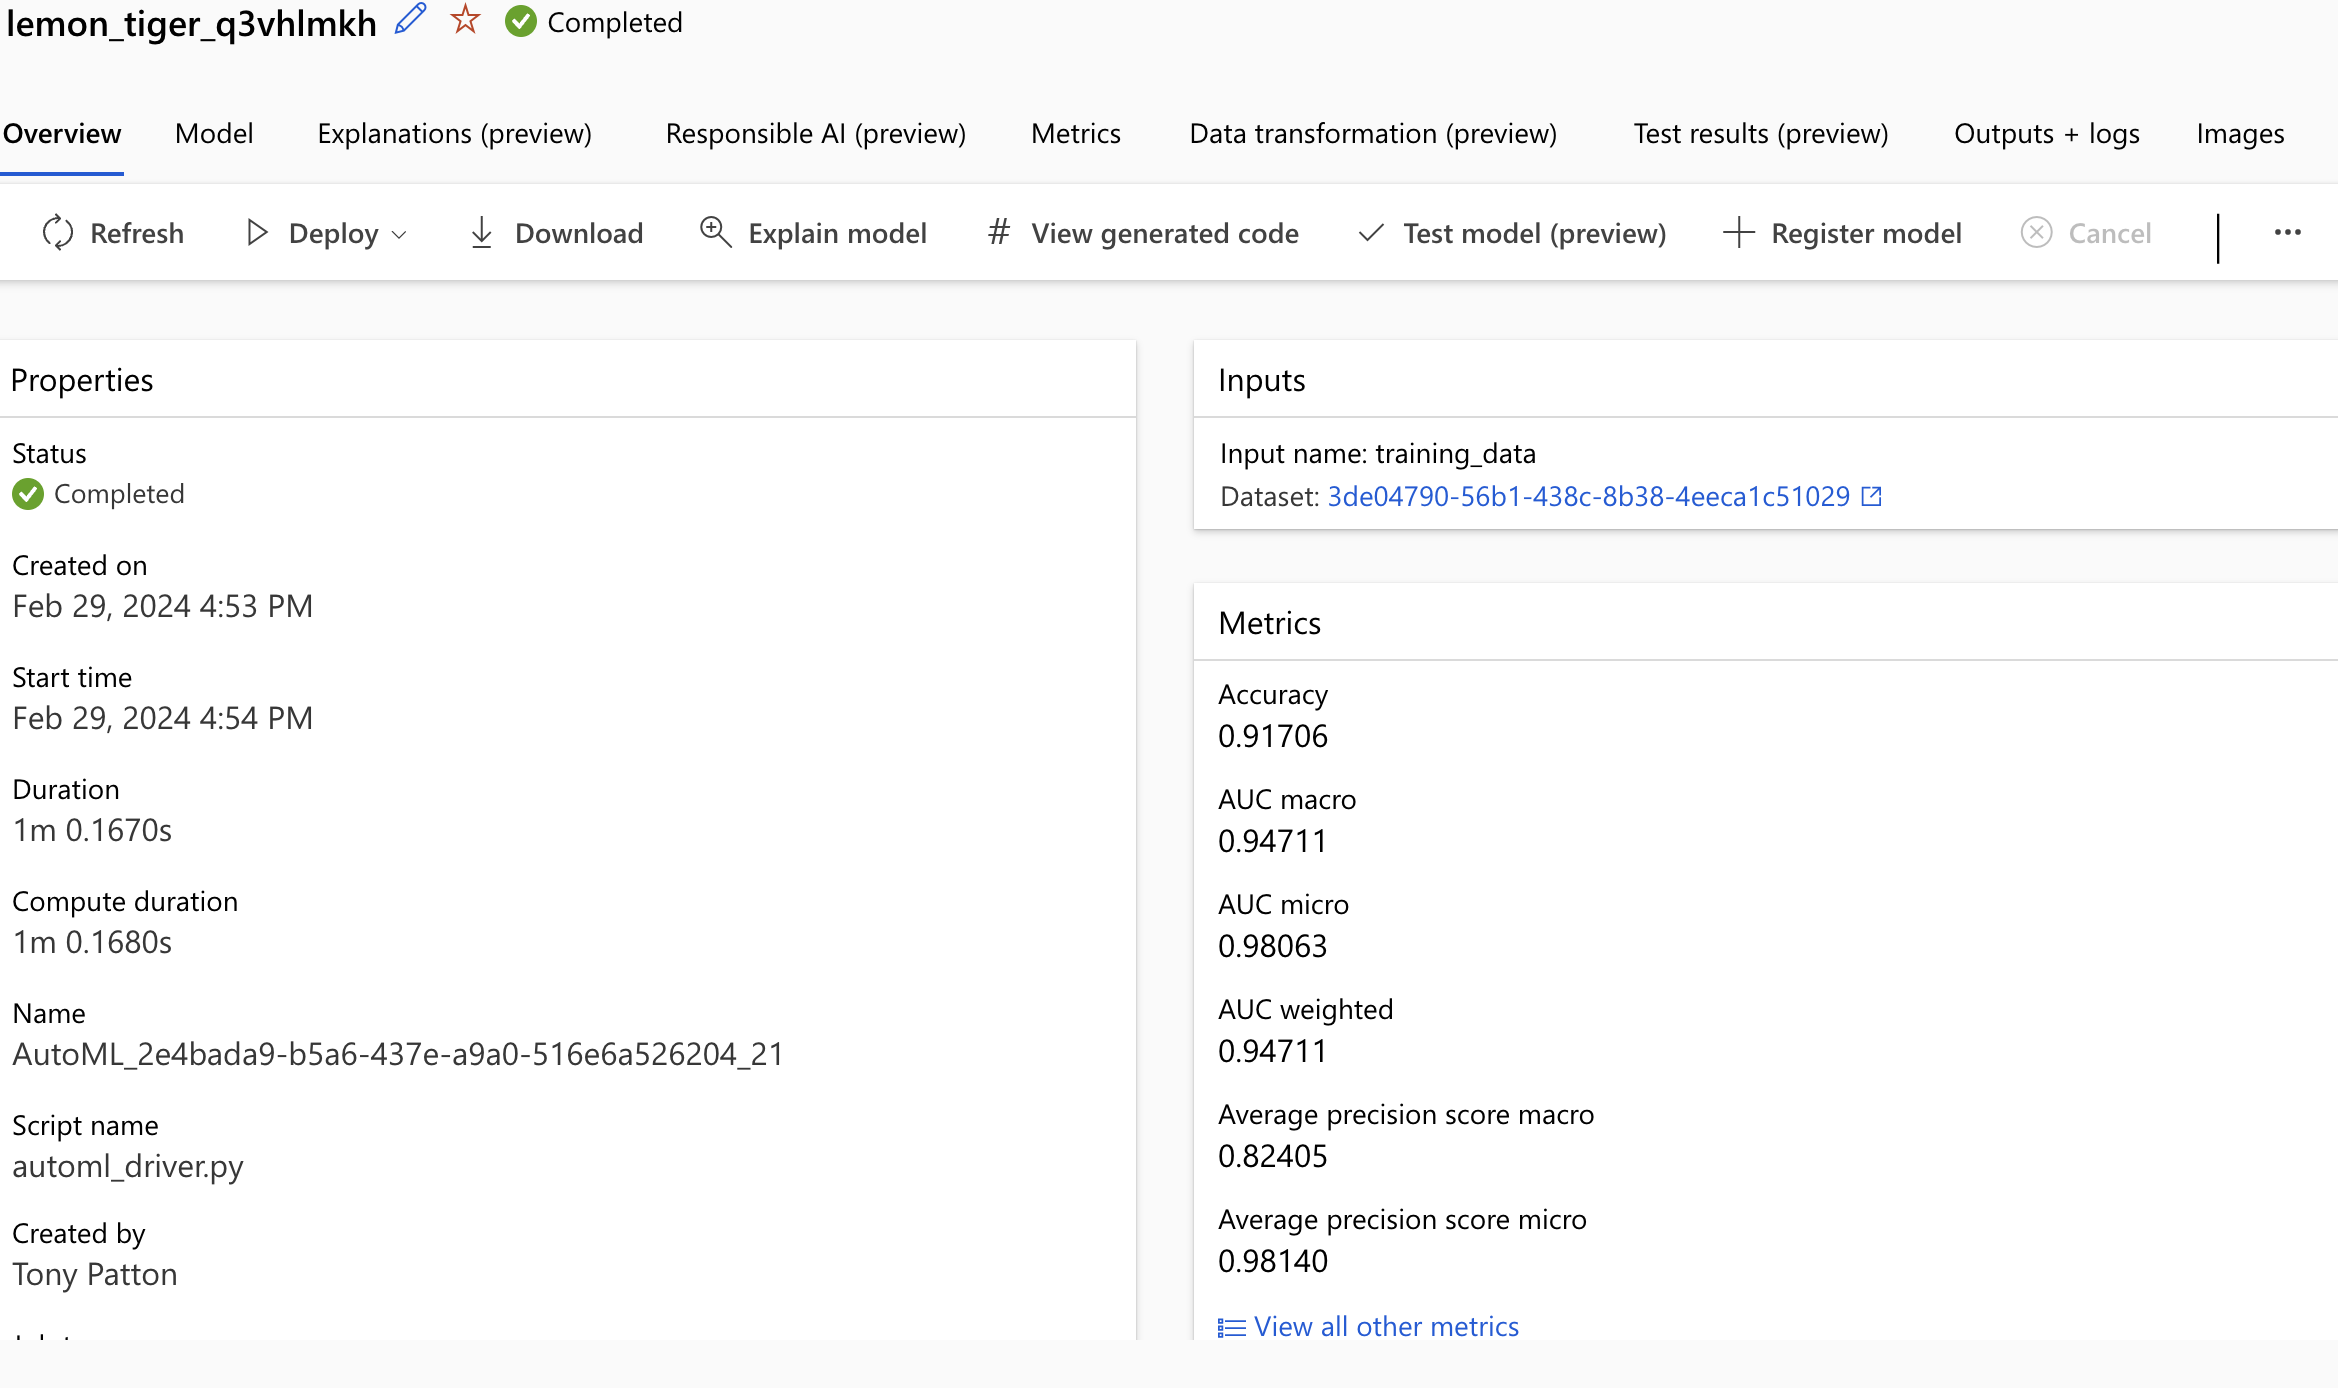 lemon_tiger_q3vhlmkh Completed
Overview Model Explanations (preview) Responsible AI (preview) Metrics Data transformation (preview) Test results (preview) Outputs + logs Images
Refresh Deploy Download Explain model # View generated code Test model (preview) Register model Cancel ...
Properties
Status
Completed
Created on
Feb 29, 2024 4:53 PM
Start time
Feb 29, 2024 4:54 PM
Duration
1m 0.1670s
Compute duration
1m 0.1680s
Name
AutoML_2e4bada9-b5a6-437e-a9a0-516e6a526204_21
Script name
automl_driver.py
Created by
Tony Patton
Inputs
Input name: training_data
Dataset: 3de04790-56b1-438c-8b38-4eeca1c51029
Metrics
Accuracy
0.91706
AUC macro
0.94711
AUC micro
0.98063
AUC weighted
0.94711
Average precision score macro
0.82405
Average precision score micro
0.98140
View all other metrics